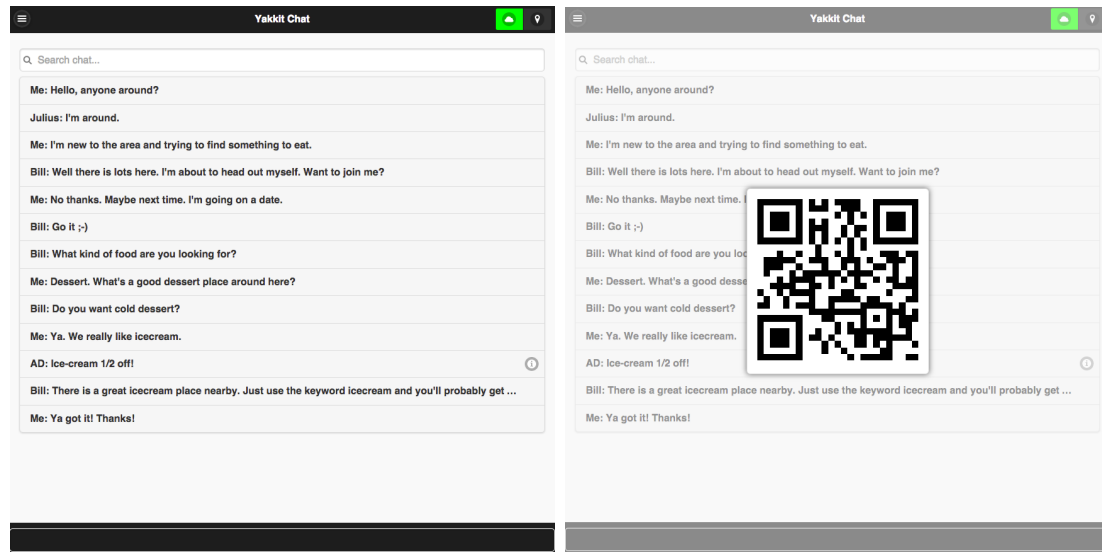 Yakkit Chat
Search chat...
Me: Hello, anyone around?
Julius: I'm around.
Me: I'm new to the area and trying to find something to eat.
Bill: Well there is lots here. I'm about to head out myself. Want to join me?
Me: No thanks. Maybe next time. I'm going on a date.
Bill: Go it ;-)
Bill: What kind of food are you looking for?
Me: Dessert. What's a good dessert place around here?
Bill: Do you want cold dessert?
Me: Ya. We really like icecream.
AD: Ice-cream 1/2 off!
Bill: There is a great icecream place nearby. Just use the keyword icecream and you'll probably get ...
Me: Ya got it! Thanks!
Yakkit Chat
Search chat...
Me: Hello, anyone around?
Julius: I'm around.
Me: I'm new to the area and trying to find something to eat.
Bill: Well there is lots here. I'm about to head out myself. Want to join me?
Me: No thanks. Maybe next time.
Bill: Go it ;-)
Bill: What kind of food are you
Me: Dessert. What's a good
Bill: Do you want cold dessert?
Me: Ya. We really like icecream.
AD: Ice-cream 1/2 off!
Bill: There is a great icecream place nearby. Just use the keyword icecream and you'll probably get ...
Me: Ya got it! Thanks!